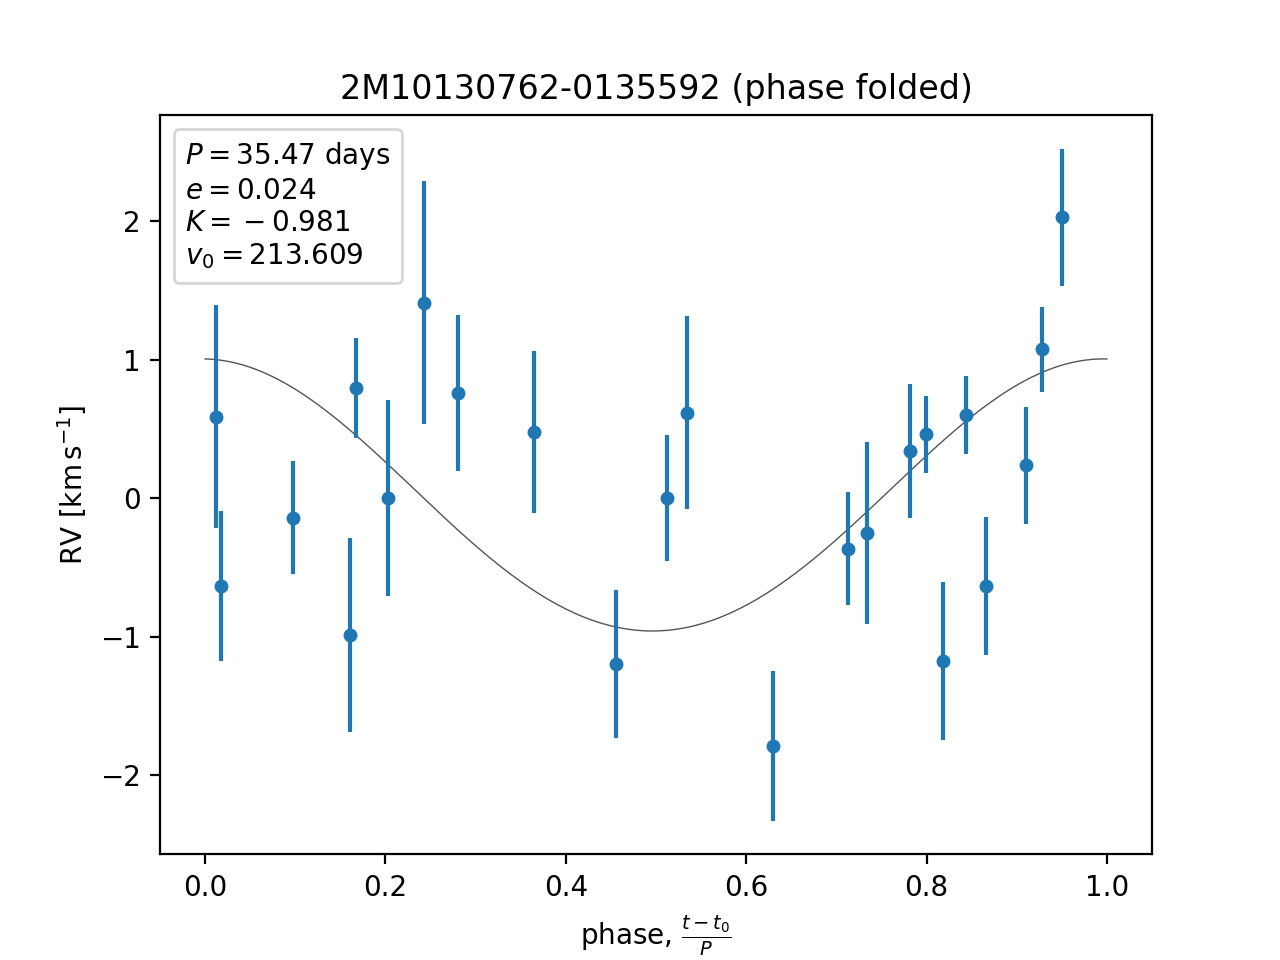 2M10130762-0135592 (phase folded)
P = 35.47 days
e = 0.024
K = −0.981
v₀ = 213.609
2
1
0
−1
−2
RV [km s⁻¹]
0.0 0.2 0.4 0.6 0.8 1.0
phase, (t − t₀)/P